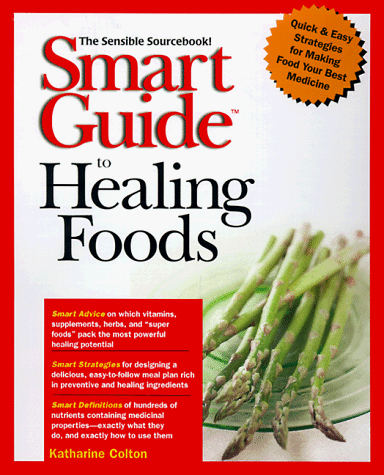 The Sensible Sourcebook!
Smart
Guide™
to
Healing
Foods
Quick & Easy
Strategies
for Making
Food Your Best
Medicine
Smart Advice on which vitamins,
supplements, herbs, and "super
foods" pack the most powerful
healing potential
Smart Strategies for designing a
delicious, easy-to-follow meal plan rich
in preventive and healing ingredients
Smart Definitions of hundreds of
nutrients containing medicinal
properties—exactly what they
do, and exactly how to use them
Katharine Colton